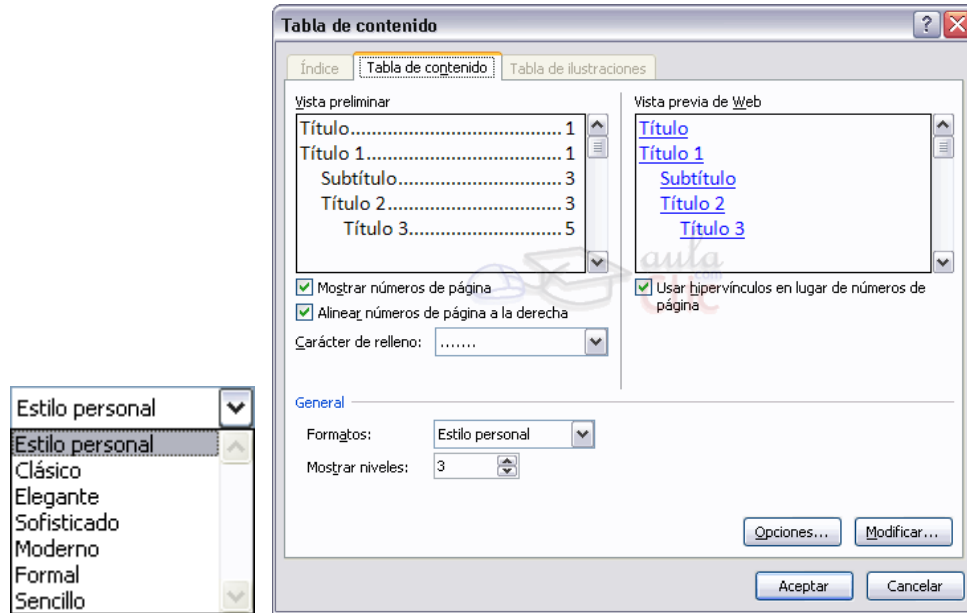 Tabla de contenido
Índice Tabla de contenido Tabla de ilustraciones
Vista preliminar
Título..................................... 1
Título 1.................................. 1
Subtítulo............................ 3
Título 2.............................. 3
Título 3.......................... 5
Mostrar números de página
Alinear números de página a la derecha
Carácter de relleno: .......
Vista previa de Web
Título
Título 1
Subtítulo
Título 2
Título 3
Usar hipervínculos en lugar de números de
página
aula
Clic
.com
General
Formatos: Estilo personal
Mostrar niveles: 3
Opciones... Modificar...
Aceptar Cancelar
Estilo personal
Estilo personal
Clásico
Elegante
Sofisticado
Moderno
Formal
Sencillo